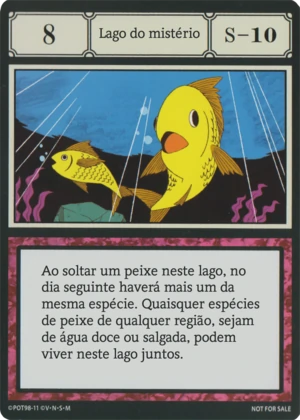 8
Lago do mistério
S-10
Ao soltar um peixe neste lago, no
dia seguinte haverá mais um da
mesma espécie. Quaisquer espécies
de peixe de qualquer região, sejam
de água doce ou salgada, podem
viver neste lago juntos.
©POT98-11 ©V·N·S·M
NOT FOR SALE